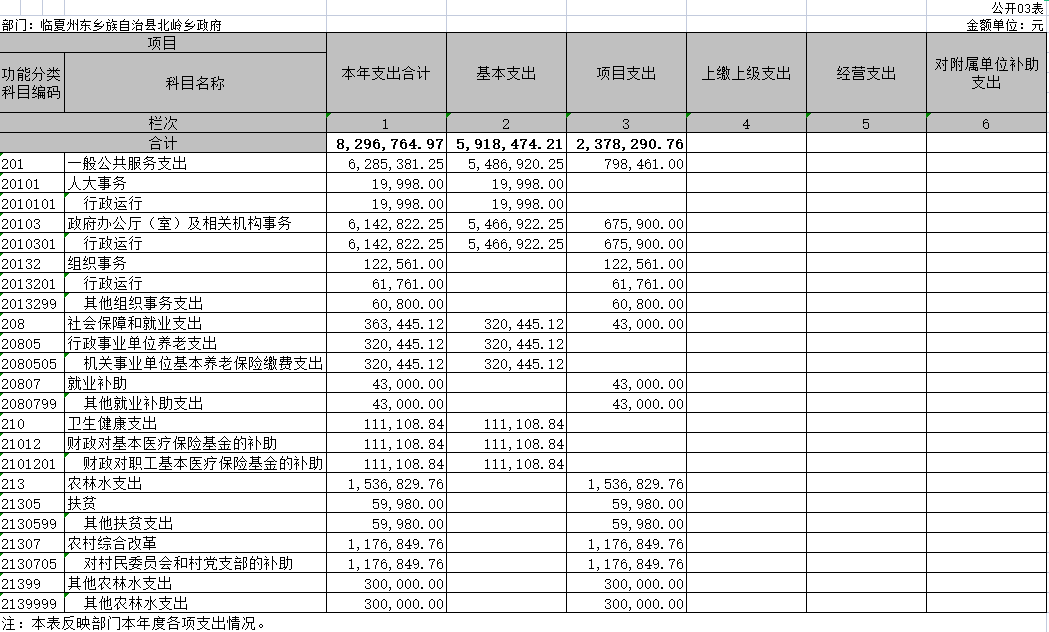 公开03表
部门：临夏州东乡族自治县北岭乡政府 金额单位：元
项目 本年支出合计 基本支出 项目支出 上缴上级支出 经营支出 对附属单位补助支出
功能分类科目编码 科目名称
栏次 1 2 3 4 5 6
合计 8,296,764.97 5,918,474.21 2,378,290.76
201 一般公共服务支出 6,285,381.25 5,486,920.25 798,461.00
20101 人大事务 19,998.00 19,998.00
2010101 行政运行 19,998.00 19,998.00
20103 政府办公厅（室）及相关机构事务 6,142,822.25 5,466,922.25 675,900.00
2010301 行政运行 6,142,822.25 5,466,922.25 675,900.00
20132 组织事务 122,561.00 122,561.00
2013201 行政运行 61,761.00 61,761.00
2013299 其他组织事务支出 60,800.00 60,800.00
208 社会保障和就业支出 363,445.12 320,445.12 43,000.00
20805 行政事业单位养老支出 320,445.12 320,445.12
2080505 机关事业单位基本养老保险缴费支出 320,445.12 320,445.12
20807 就业补助 43,000.00 43,000.00
2080799 其他就业补助支出 43,000.00 43,000.00
210 卫生健康支出 111,108.84 111,108.84
21012 财政对基本医疗保险基金的补助 111,108.84 111,108.84
2101201 财政对职工基本医疗保险基金的补助 111,108.84 111,108.84
213 农林水支出 1,536,829.76 1,536,829.76
21305 扶贫 59,980.00 59,980.00
2130599 其他扶贫支出 59,980.00 59,980.00
21307 农村综合改革 1,176,849.76 1,176,849.76
2130705 对村民委员会和村党支部的补助 1,176,849.76 1,176,849.76
21399 其他农林水支出 300,000.00 300,000.00
2139999 其他农林水支出 300,000.00 300,000.00
注：本表反映部门本年度各项支出情况。